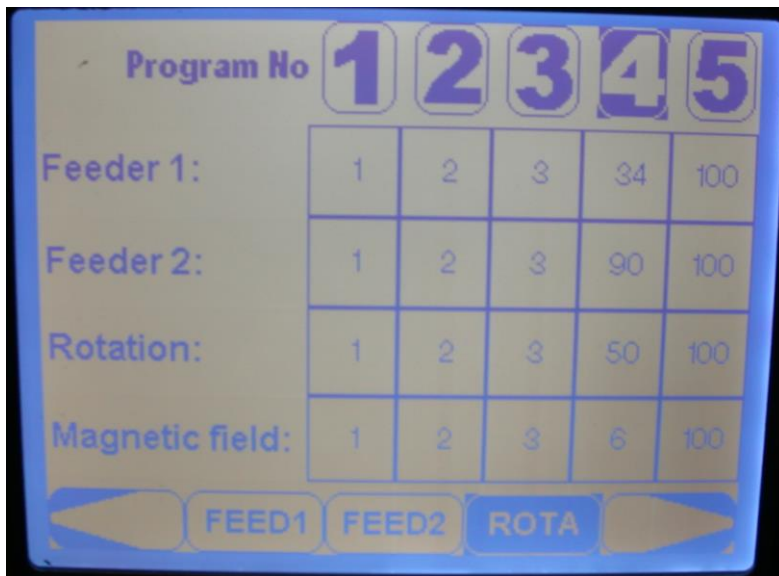 Program No 1 2 3 4 5
Feeder 1: 1 2 3 34 100
Feeder 2: 1 2 3 90 100
Rotation: 1 2 3 50 100
Magnetic field: 1 2 3 6 100
FEED1 FEED2 ROTA